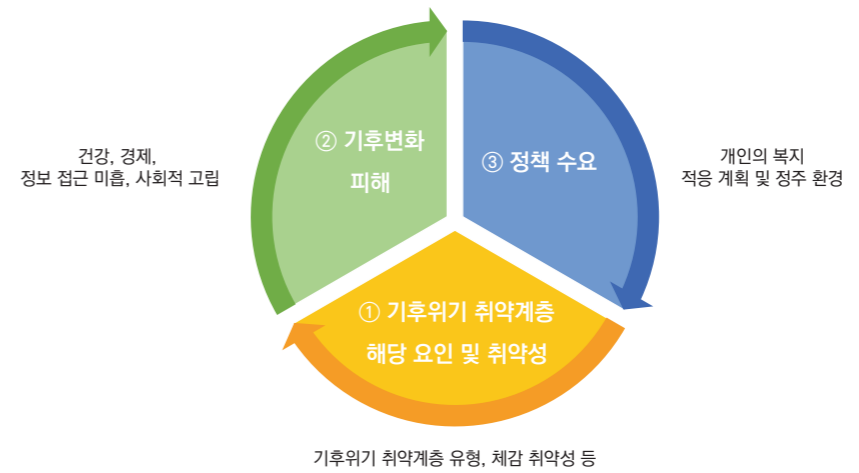 ② 기후변화
피해
③ 정책 수요
건강, 경제,
정보 접근 미흡, 사회적 고립
개인의 복지
적응 계획 및 정주 환경
① 기후위기 취약계층
해당 요인 및 취약성
기후위기 취약계층 유형, 체감 취약성 등